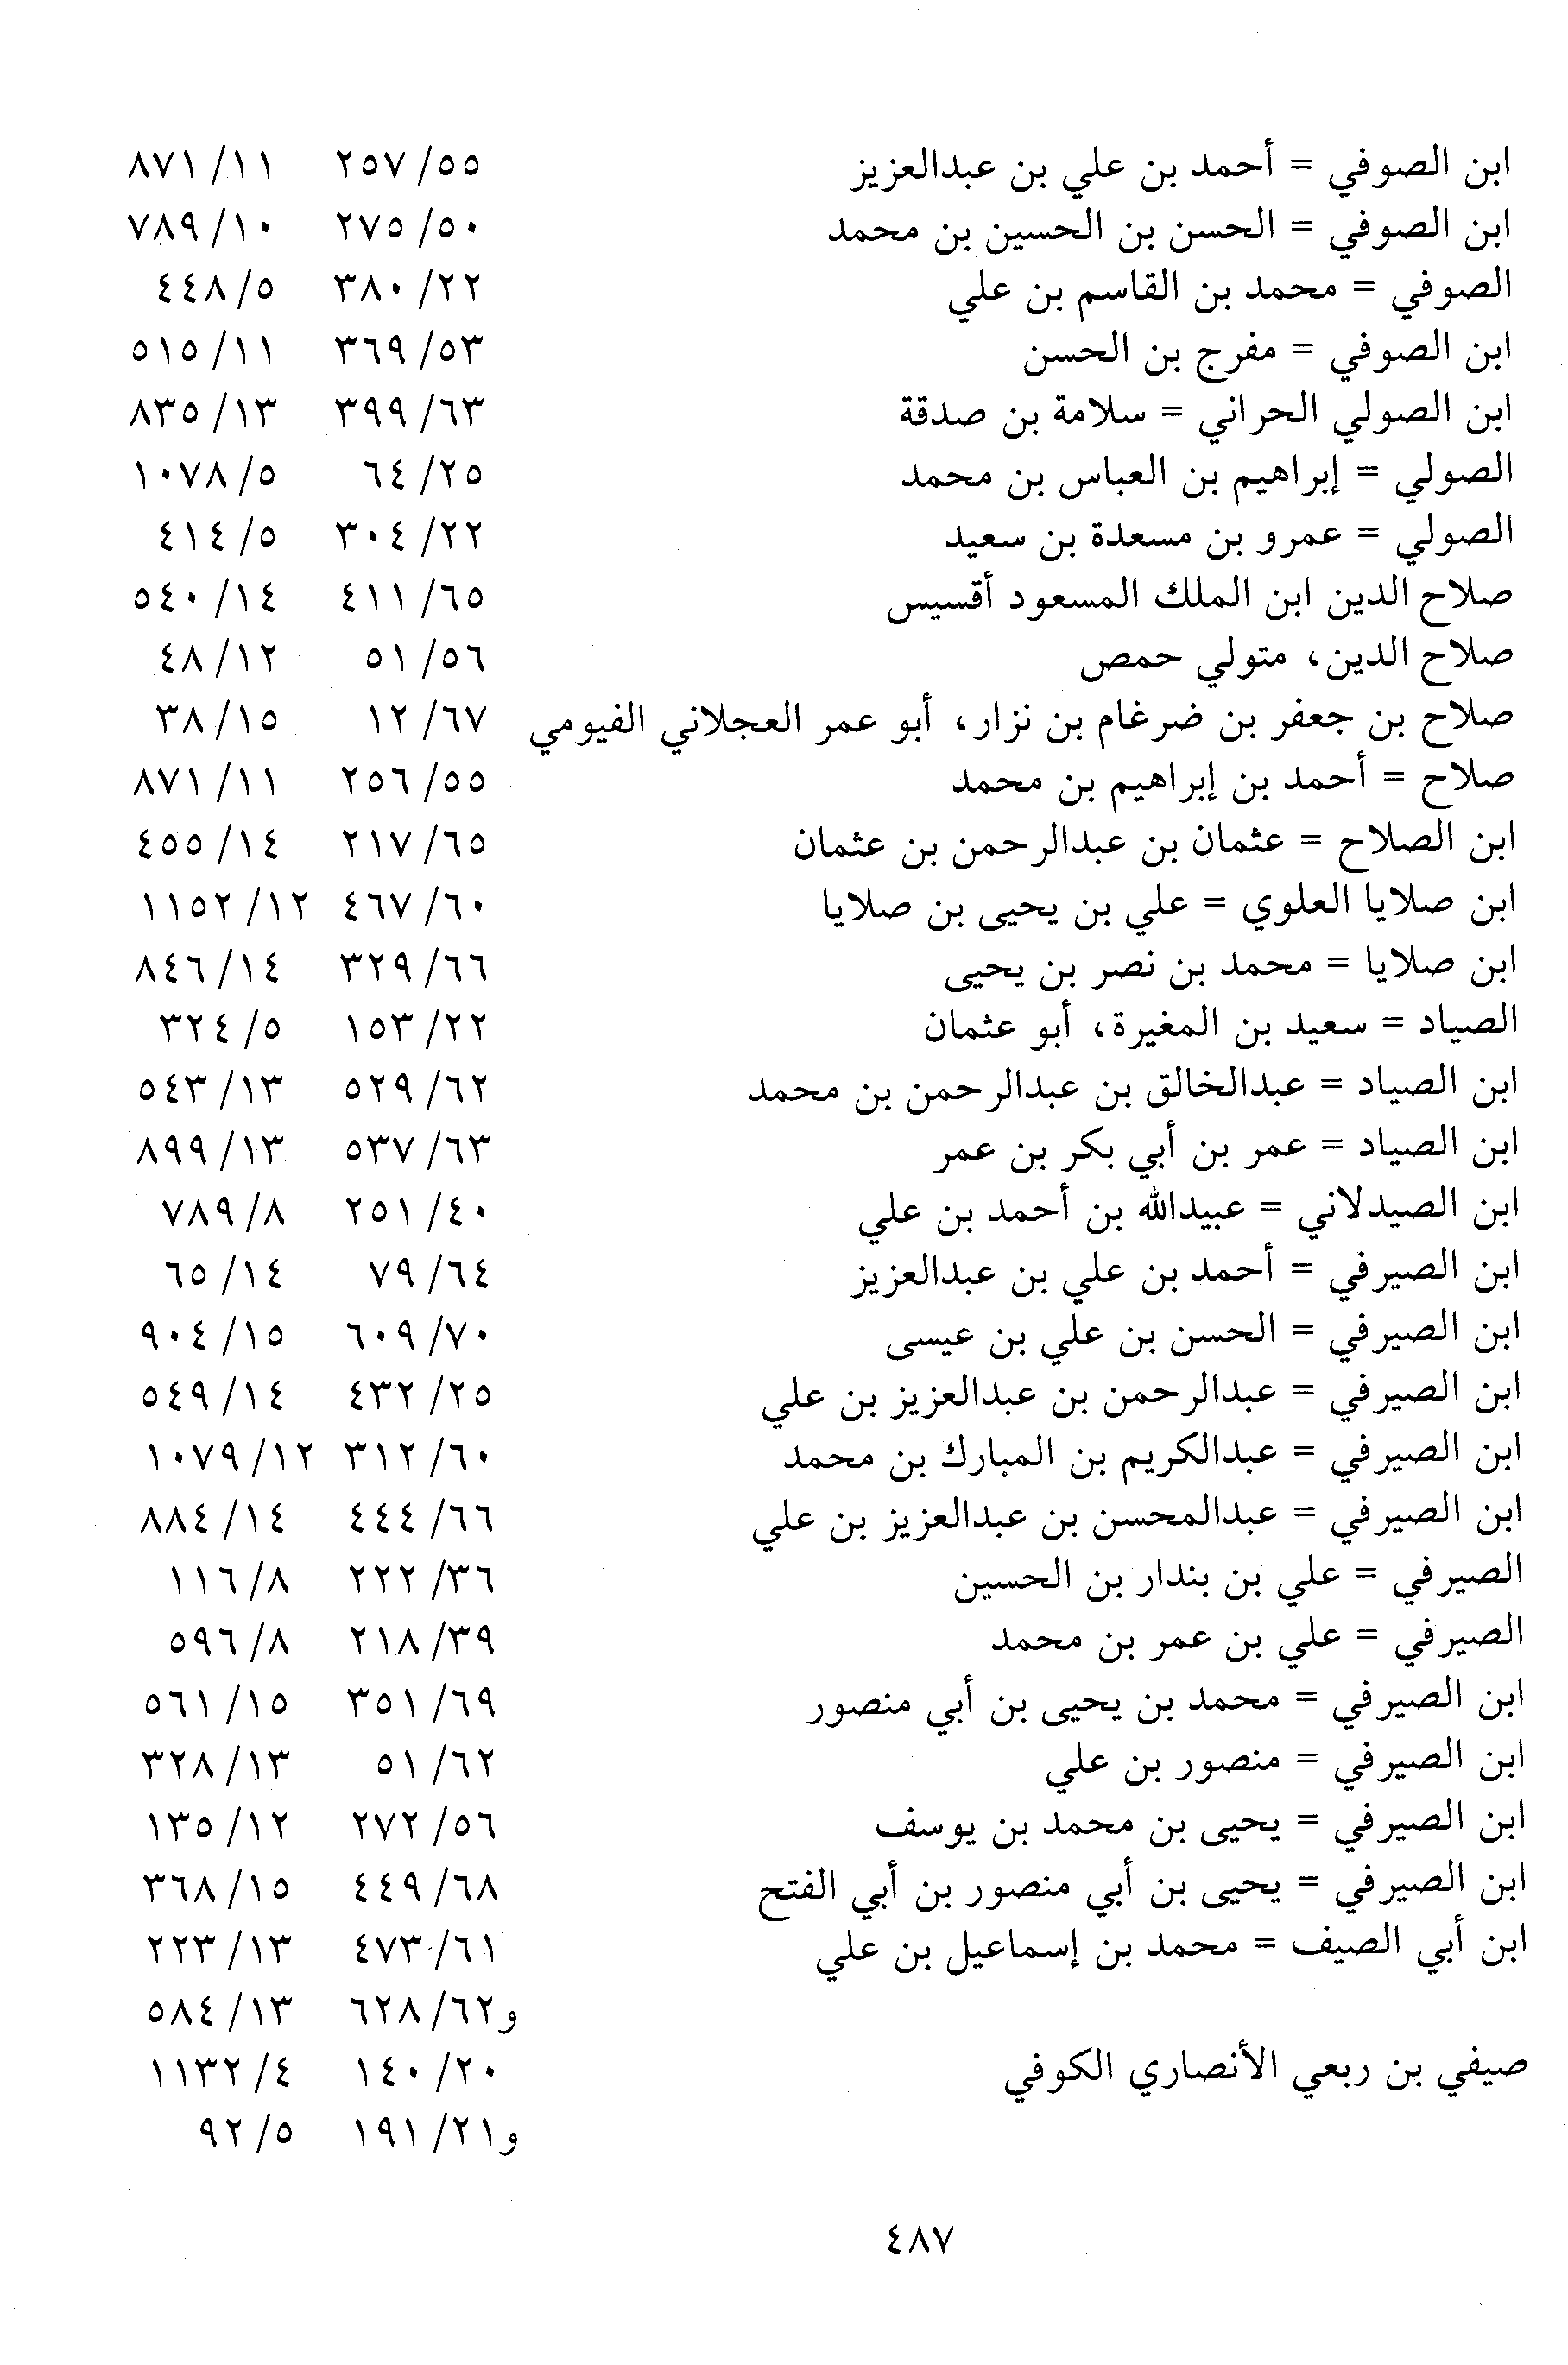 ابن الصوفي = أحمد بن علي بن عبدالعزيز ٥٥/ ٢٥٧ ١١/ ٨٧١
ابن الصوفي = الحسن بن الحسين بن محمد ٥٠/ ٢٧٥ ١٠/ ٧٨٩
الصوفي = محمد بن القاسم بن علي ٢٢/ ٣٨٠ ٥/ ٤٤٨
ابن الصوفي = مفرج بن الحسن ٥٣/ ٣٦٩ ١١/ ٥١٥
ابن الصولي الحراني = سلامة بن صدقة ٦٣/ ٣٩٩ ١٣/ ٨٣٥
الصولي = إبراهيم بن العباس بن محمد ٢٥/ ٦٤ ٥/ ١٠٧٨
الصولي = عمرو بن مسعدة بن سعيد ٢٢/ ٣٠٤ ٥/ ٤١٤
صلاح الدين ابن الملك المسعود أقسيس ٦٥/ ٤١١ ١٤/ ٥٤٠
صلاح الدين، متولي حمص ٥٦/ ٥١ ١٢/ ٤٨
صلاح بن جعفر بن ضرغام بن نزار، أبو عمر العجلاني الفيومي ٦٧/ ١٢ ١٥/ ٣٨
صلاح = أحمد بن إبراهيم بن محمد ٥٥/ ٢٥٦ ١١/ ٨٧١
ابن الصلاح = عثمان بن عبدالرحمن بن عثمان ٦٥/ ٢١٧ ١٤/ ٤٥٥
ابن صلايا العلوي = علي بن يحيى بن صلايا ٦٠/ ٤٦٧ ١٢/ ١١٥٢
ابن صلايا = محمد بن نصر بن يحيى ٦٦/ ٣٢٩ ١٤/ ٨٤٦
الصياد = سعيد بن المغيرة، أبو عثمان ٢٢/ ١٥٣ ٥/ ٣٢٤
ابن الصياد = عبدالخالق بن عبدالرحمن بن محمد ٦٢/ ٥٢٩ ١٣/ ٥٤٣
ابن الصياد = عمر بن أبي بكر بن عمر ٦٣/ ٥٣٧ ١٣/ ٨٩٩
ابن الصيدلاني = عبيدالله بن أحمد بن علي ٤٠/ ٢٥١ ٨/ ٧٨٩
ابن الصيرفي = أحمد بن علي بن عبدالعزيز ٦٤/ ٧٩ ١٤/ ٦٥
ابن الصيرفي = الحسن بن علي بن عيسى ٧٠/ ٦٠٩ ١٥/ ٩٠٤
ابن الصيرفي = عبدالرحمن بن عبدالعزيز بن علي ٢٥/ ٤٣٢ ١٤/ ٥٤٩
ابن الصيرفي = عبدالكريم بن المبارك بن محمد ٦٠/ ٣١٢ ١٢/ ١٠٧٩
ابن الصيرفي = عبدالمحسن بن عبدالعزيز بن علي ٦٦/ ٤٤٤ ١٤/ ٨٨٤
الصيرفي = علي بن بندار بن الحسين ٣٦/ ٢٢٢ ٨/ ١١٦
الصيرفي = علي بن عمر بن محمد ٣٩/ ٢١٨ ٨/ ٥٩٦
ابن الصيرفي = محمد بن يحيى بن أبي منصور ٦٩/ ٣٥١ ١٥/ ٥٦١
ابن الصيرفي = منصور بن علي ٦٢/ ٥١ ١٣/ ٣٢٨
ابن الصيرفي = يحيى بن محمد بن يوسف ٥٦/ ٢٧٢ ١٢/ ١٣٥
ابن الصيرفي = يحيى بن أبي منصور بن أبي الفتح ٦٨/ ٤٤٩ ١٥/ ٣٦٨
ابن أبي الصيف = محمد بن إسماعيل بن علي ٦١/ ٤٧٣ ١٣/ ٢٢٣
و٦٢/ ٦٢٨ ١٣/ ٥٨٤
صيفي بن ربعي الأنصاري الكوفي ٢٠/ ١٤٠ ٤/ ١١٣٢
و٢١/ ١٩١ ٥/ ٩٢
٤٨٧